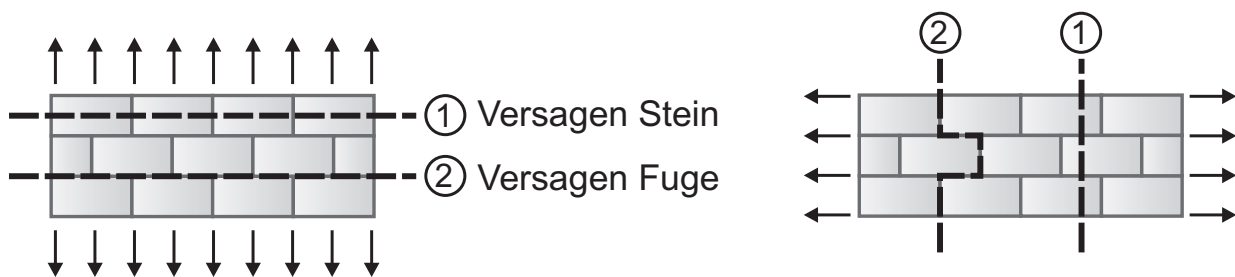 ① Versagen Stein
② Versagen Fuge
② ①